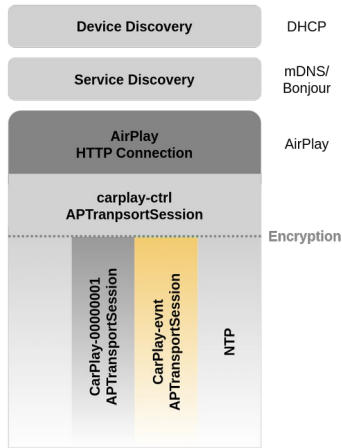 Device Discovery
DHCP
Service Discovery
mDNS/
Bonjour
AirPlay
HTTP Connection
AirPlay
carplay-ctrl
APTranpsortSession
Encryption
CarPlay-00000001
APTransportSession
CarPlay-evnt
APTransportSession
NTP